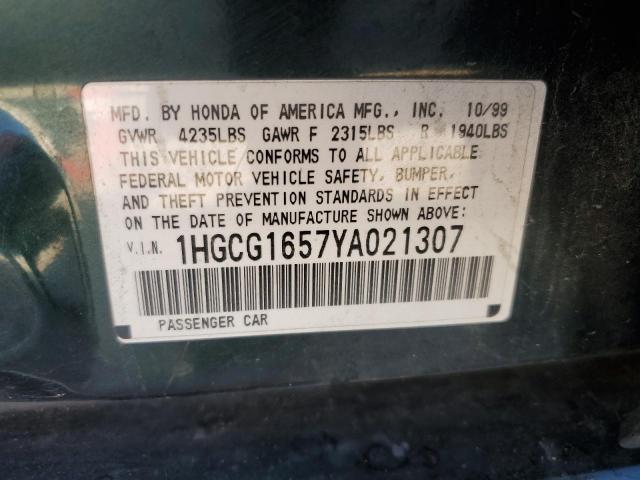 MFD. BY HONDA OF AMERICA MFG., INC. 10/99
GVWR 4235LBS GAWR F 2315LBS R 1940LBS
THIS VEHICLE CONFORMS TO ALL APPLICABLE
FEDERAL MOTOR VEHICLE SAFETY, BUMPER,
AND THEFT PREVENTION STANDARDS IN EFFECT
ON THE DATE OF MANUFACTURE SHOWN ABOVE:
V.I.N. 1HGCG1657YA021307
PASSENGER CAR